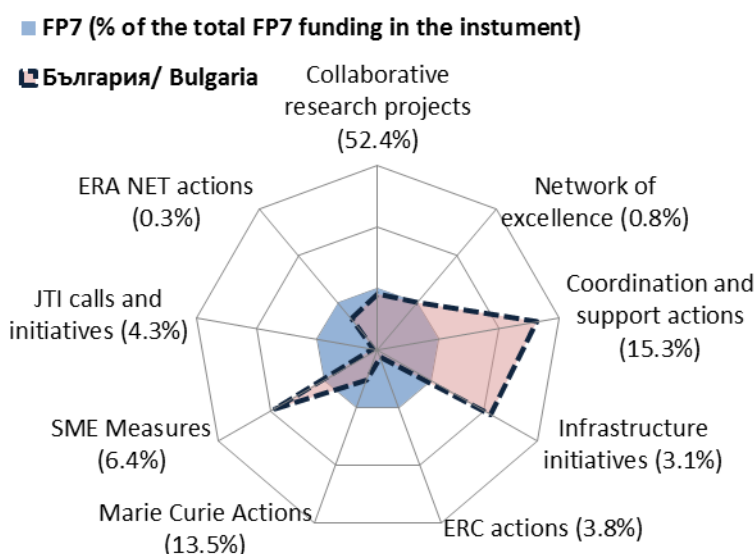 FP7 (% of the total FP7 funding in the instument)
България/ Bulgaria
Collaborative
research projects
(52.4%)
ERA NET actions
(0.3%)
Network of
excellence (0.8%)
JTI calls and
initiatives (4.3%)
Coordination and
support actions
(15.3%)
SME Measures
(6.4%)
Infrastructure
initiatives (3.1%)
Marie Curie Actions
(13.5%)
ERC actions (3.8%)